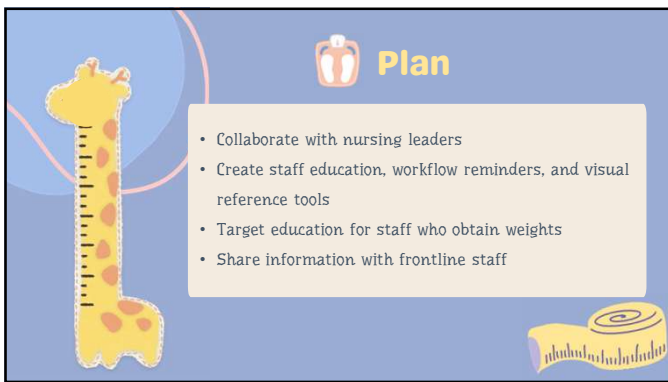 Plan
• Collaborate with nursing leaders
• Create staff education, workflow reminders, and visual
reference tools
• Target education for staff who obtain weights
• Share information with frontline staff